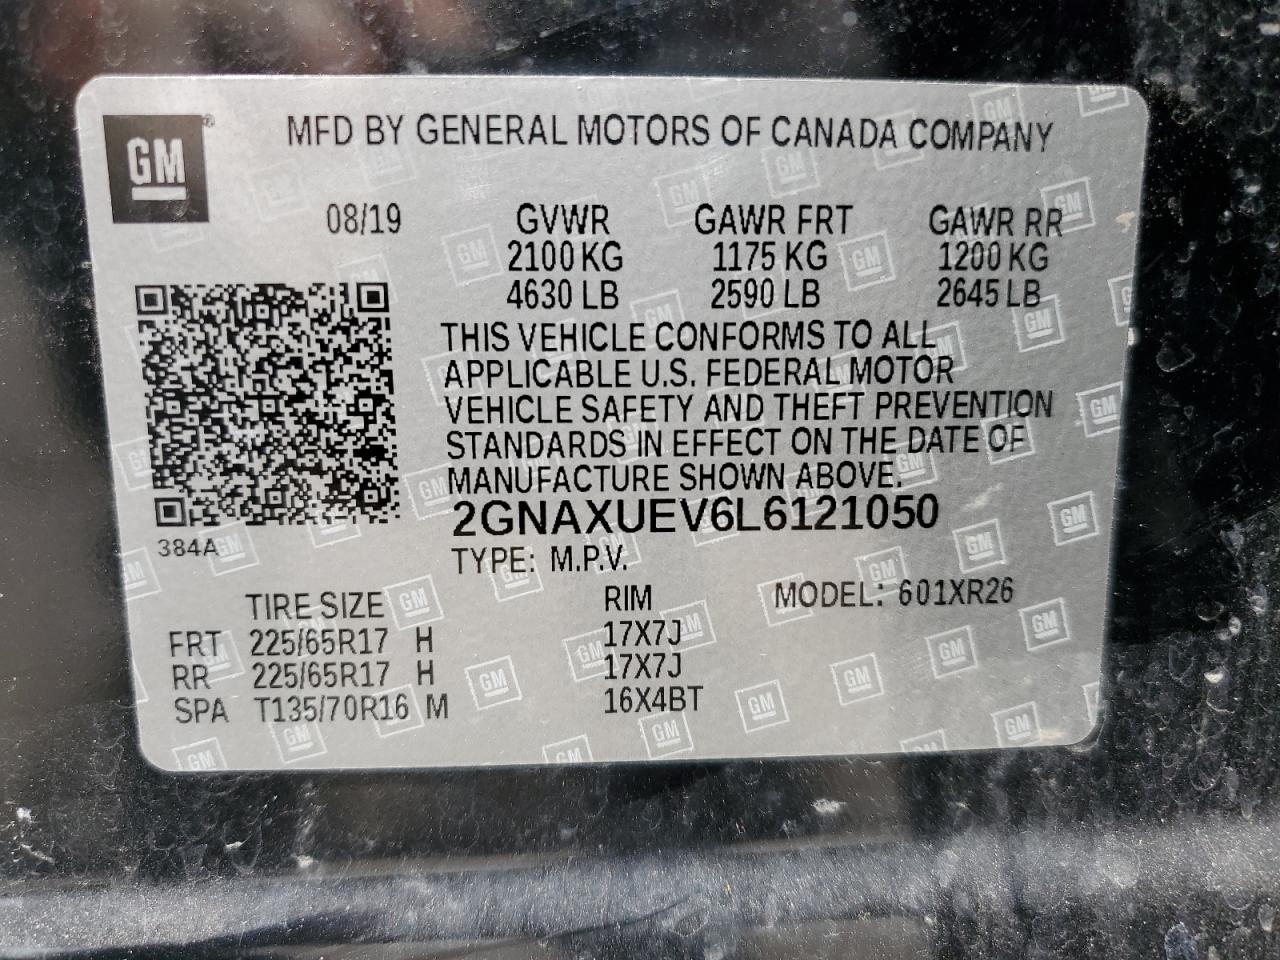 GM®
MFD BY GENERAL MOTORS OF CANADA COMPANY
08/19 GVWR GAWR FRT GAWR RR
2100 KG 1175 KG 1200 KG
4630 LB 2590 LB 2645 LB
THIS VEHICLE CONFORMS TO ALL
APPLICABLE U.S. FEDERAL MOTOR
VEHICLE SAFETY AND THEFT PREVENTION
STANDARDS IN EFFECT ON THE DATE OF
MANUFACTURE SHOWN ABOVE.
2GNAXUEV6L6121050
384A
TYPE: M.P.V.
TIRE SIZE RIM MODEL: 601XR26
FRT 225/65R17 H 17X7J
RR 225/65R17 H 17X7J
SPA T135/70R16 M 16X4BT